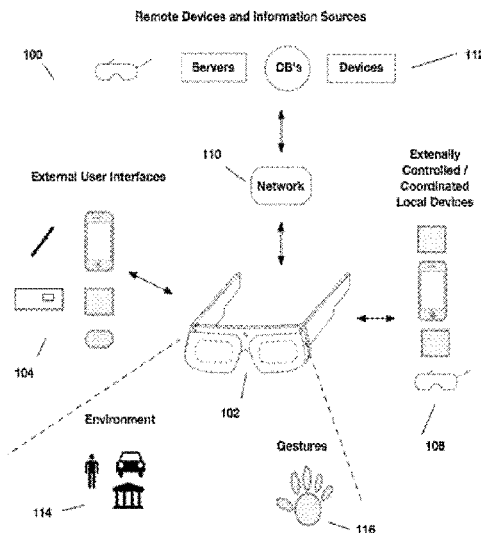 Remote Devices and Information Sources
100
Servers
DB's
Devices
112
110
Network
External User Interfaces
Extenally
Controlled /
Coordinated
Local Devices
104
102
108
Environment
Gestures
114
116